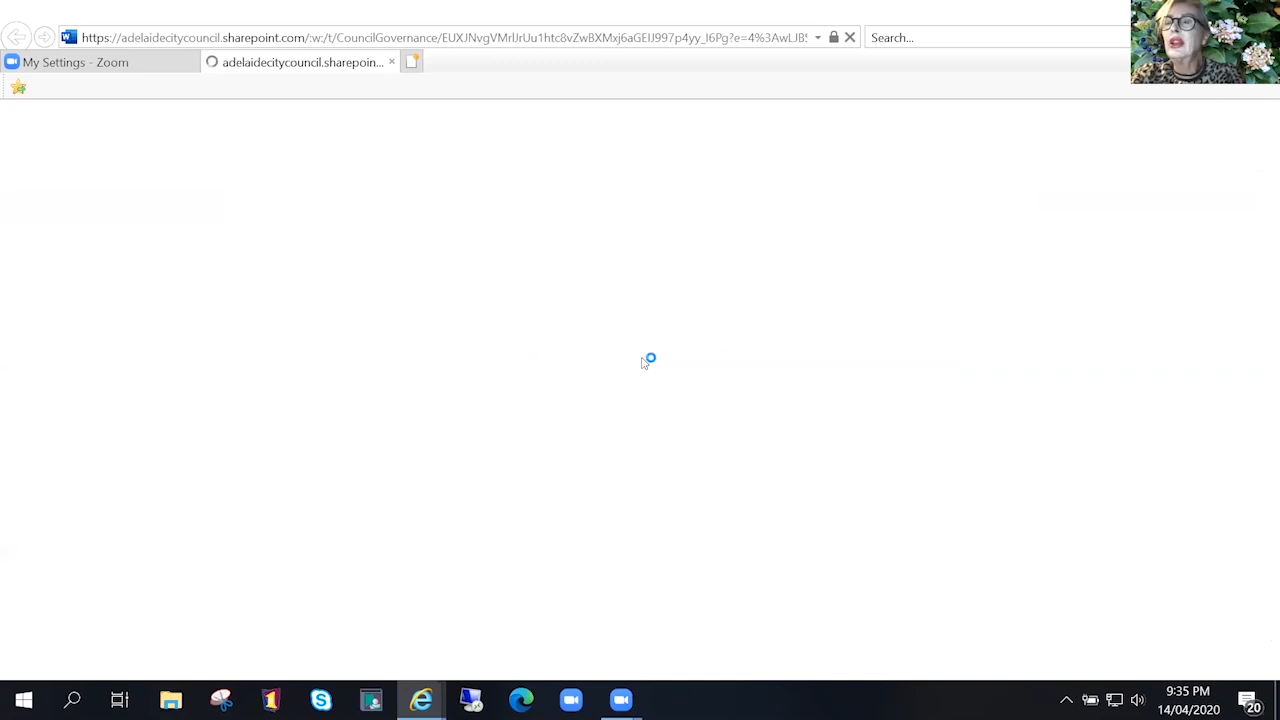 https://adelaidecitycouncil.sharepoint.com/:w:/t/CouncilGovernance/EUXJNvgVMrlJrUu1htc8vZwBXMxj6aGEIJ997p4yy_I6Pg?e=4%3AwLJB!
Search...
My Settings - Zoom
adelaidecitycouncil.sharepoin...
9:35 PM
14/04/2020
20